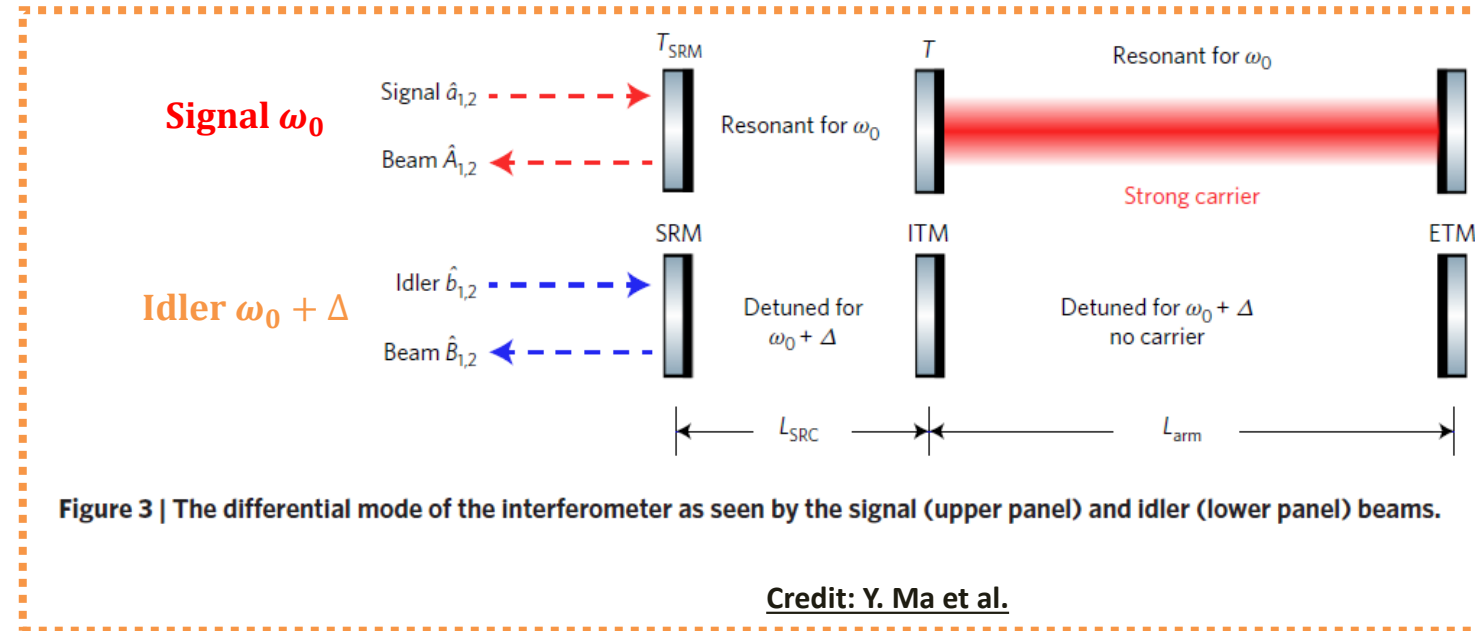 T_SRM
T
Resonant for ω₀
Signal â₁,₂
Signal ω₀
Resonant for ω₀
Beam Â₁,₂
Strong carrier
SRM
ITM
ETM
Idler b̂₁,₂
Idler ω₀ + Δ
Detuned for
ω₀ + Δ
Detuned for ω₀ + Δ
no carrier
Beam B̂₁,₂
L_SRC
L_arm
Figure 3 | The differential mode of the interferometer as seen by the signal (upper panel) and idler (lower panel) beams.
Credit: Y. Ma et al.